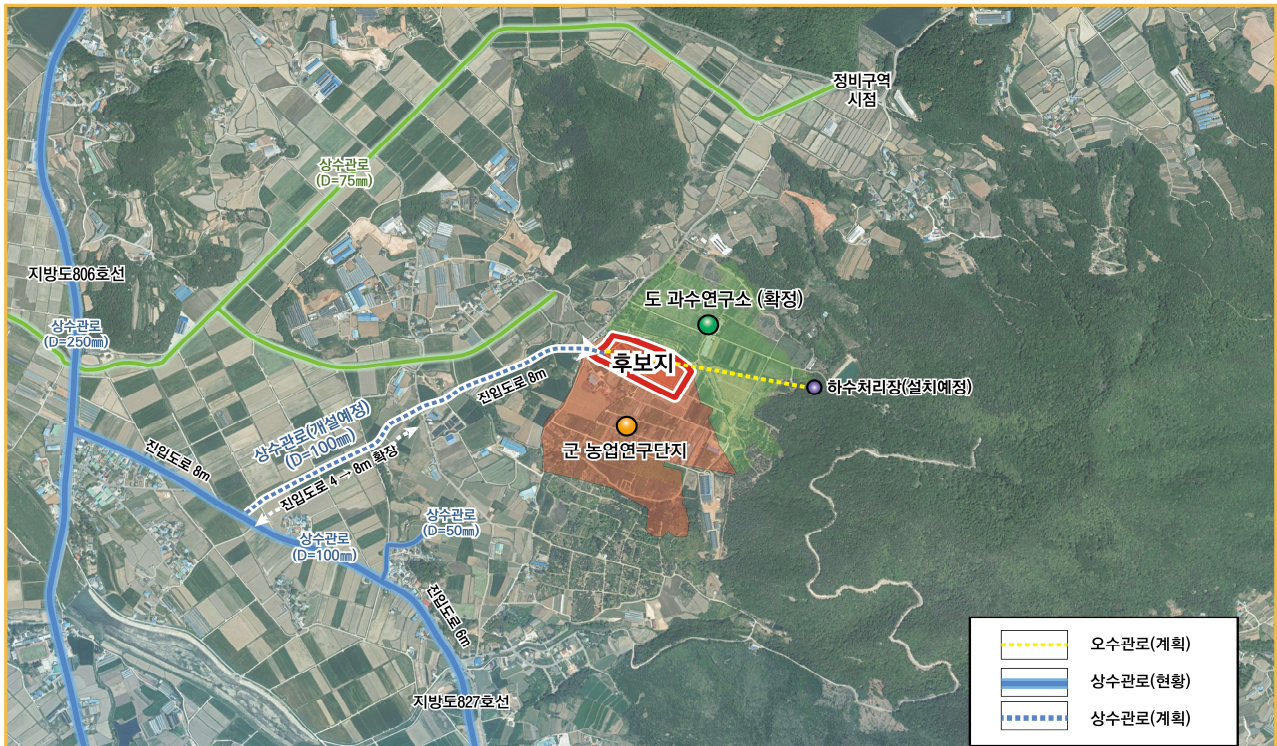 정비구역
시점
상수관로
(D=75㎜)
지방도806호선
도 과수연구소 (확정)
상수관로
(D=250㎜)
후보지
하수처리장(설치예정)
진입도로 8m
상수관로(개설예정)
(D=100㎜)
군 농업연구단지
진입도로 8m
진입도로 4 → 8m 확장
상수관로
(D=50㎜)
상수관로
(D=100㎜)
진입도로 6m
지방도827호선
오수관로(계획)
상수관로(현황)
상수관로(계획)